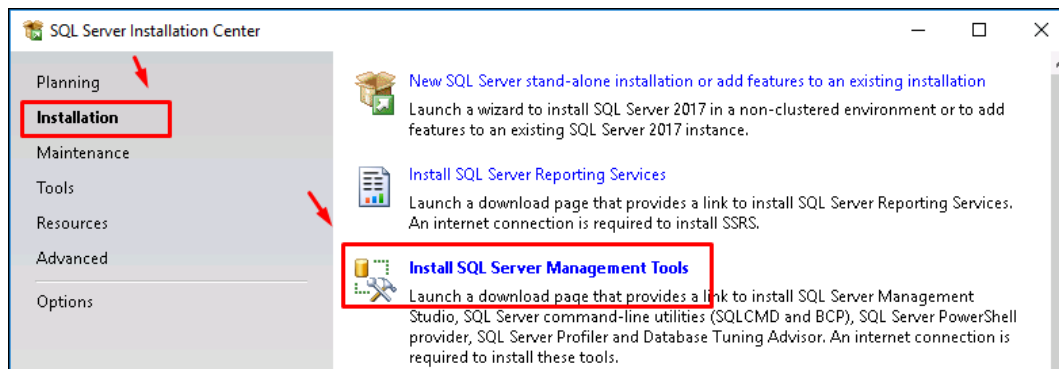 SQL Server Installation Center
Planning
Installation
Maintenance
Tools
Resources
Advanced
Options
New SQL Server stand-alone installation or add features to an existing installation
Launch a wizard to install SQL Server 2017 in a non-clustered environment or to add
features to an existing SQL Server 2017 instance.
Install SQL Server Reporting Services
Launch a download page that provides a link to install SQL Server Reporting Services.
An internet connection is required to install SSRS.
Install SQL Server Management Tools
Launch a download page that provides a link to install SQL Server Management
Studio, SQL Server command-line utilities (SQLCMD and BCP), SQL Server PowerShell
provider, SQL Server Profiler and Database Tuning Advisor. An internet connection is
required to install these tools.